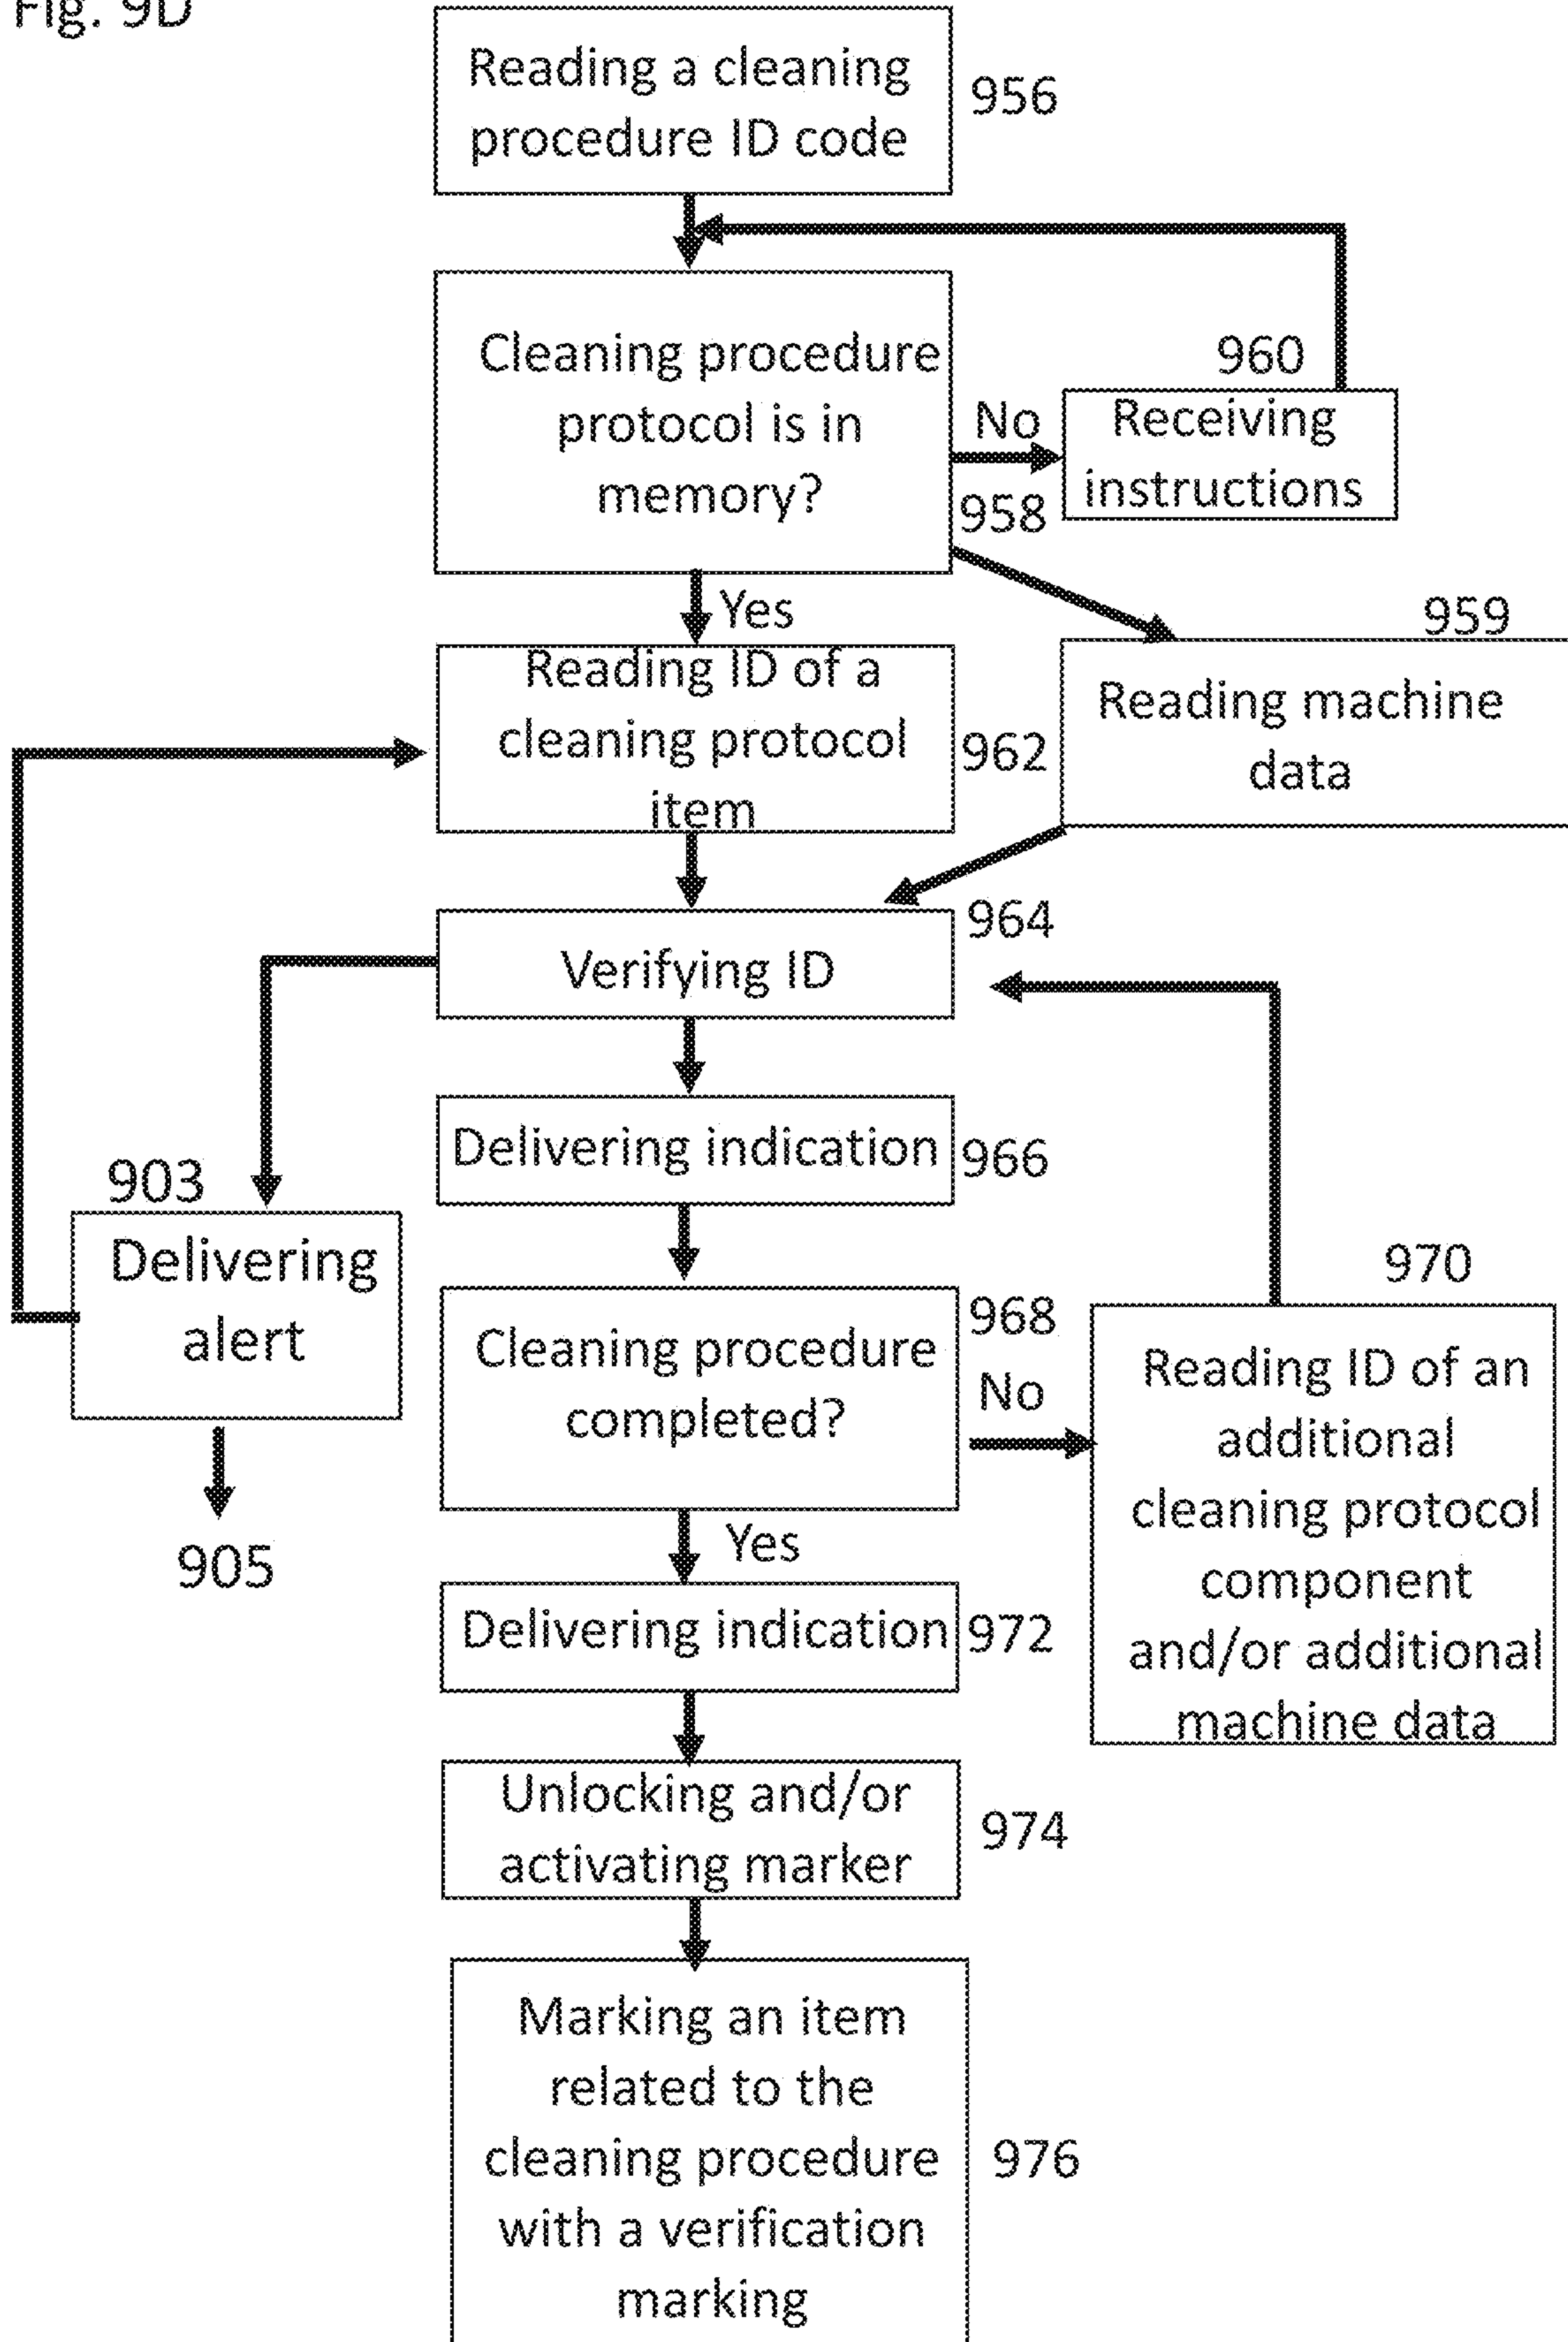 Fig. 9D
Reading a cleaning
procedure ID code
956
Cleaning procedure
protocol is in
memory?
No
958
960
Receiving
instructions
Yes
959
Reading machine
data
Reading ID of a
cleaning protocol
item
962
964
Verifying ID
Delivering indication
966
903
Delivering
alert
905
968
Cleaning procedure
completed?
No
970
Reading ID of an
additional
cleaning protocol
component
and/or additional
machine data
Yes
Delivering indication
972
Unlocking and/or
activating marker
974
Marking an item
related to the
cleaning procedure
with a verification
marking
976